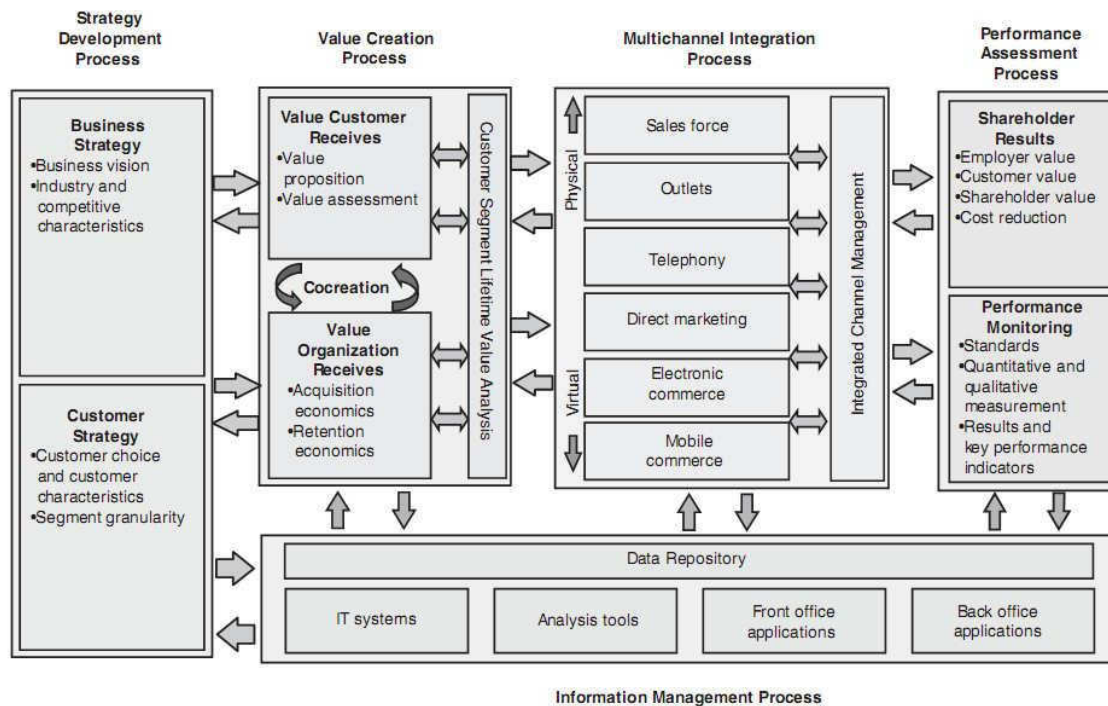 Strategy
Development
Process
Value Creation
Process
Multichannel Integration
Process
Performance
Assessment
Process
Business
Strategy
•Business vision
•Industry and
competitive
characteristics
Customer
Strategy
•Customer choice
and customer
characteristics
•Segment granularity
Value Customer
Receives
•Value
proposition
•Value assessment
Cocreation
Value
Organization
Receives
•Acquisition
economics
•Retention
economics
Customer Segment Lifetime Value Analysis
Physical
Virtual
Sales force
Outlets
Telephony
Direct marketing
Electronic
commerce
Mobile
commerce
Integrated Channel Management
Shareholder
Results
•Employer value
•Customer value
•Shareholder value
•Cost reduction
Performance
Monitoring
•Standards
•Quantitative and
qualitative
measurement
•Results and
key performance
indicators
Data Repository
IT systems
Analysis tools
Front office
applications
Back office
applications
Information Management Process